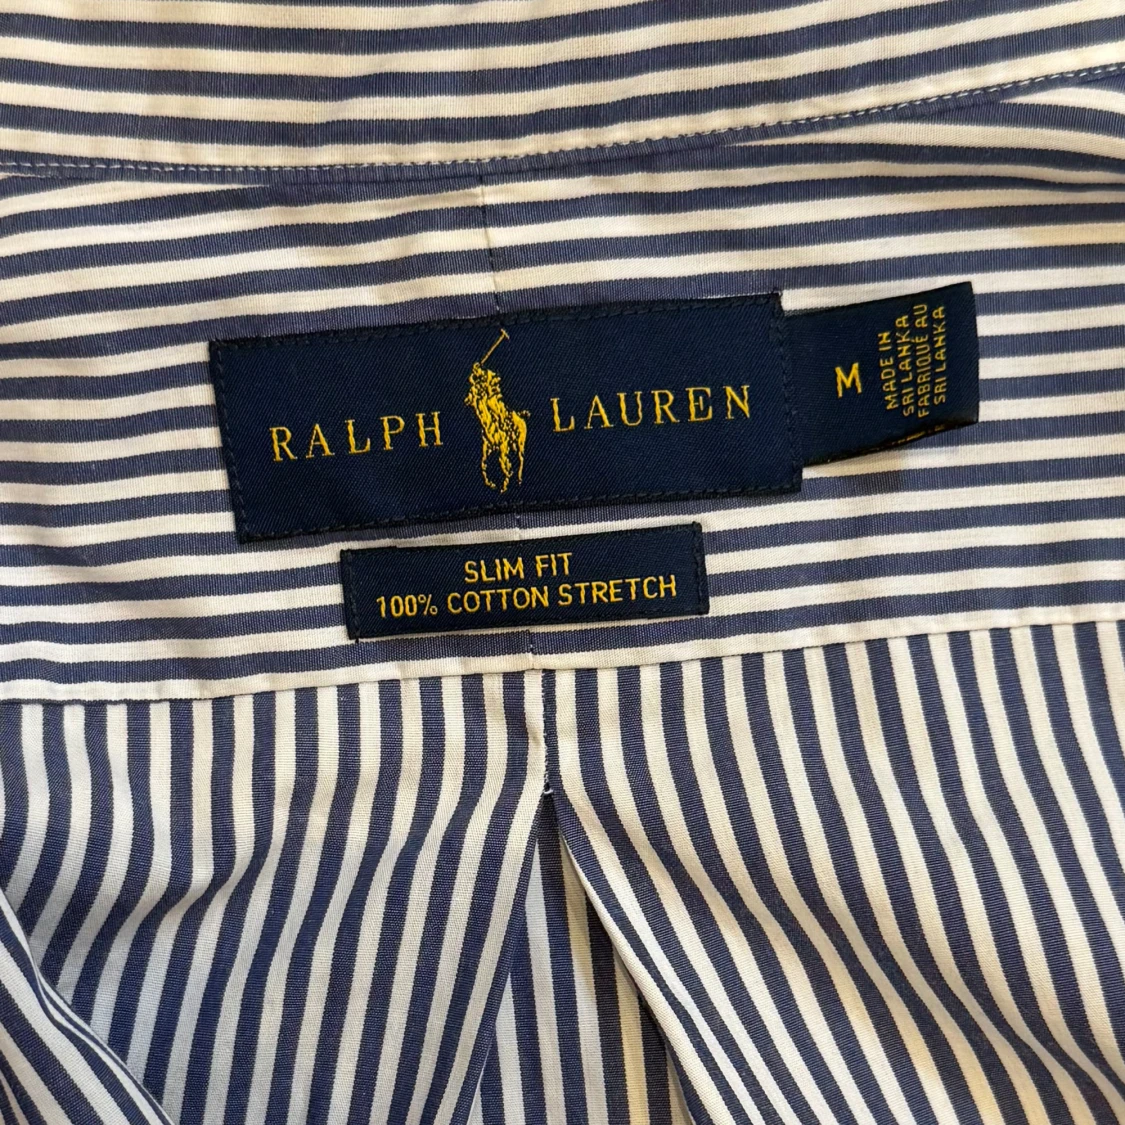 RALPH LAUREN
M
MADE IN
SRI LANKA
FABRIQUÉ AU
SRI LANKA
SLIM FIT
100% COTTON STRETCH